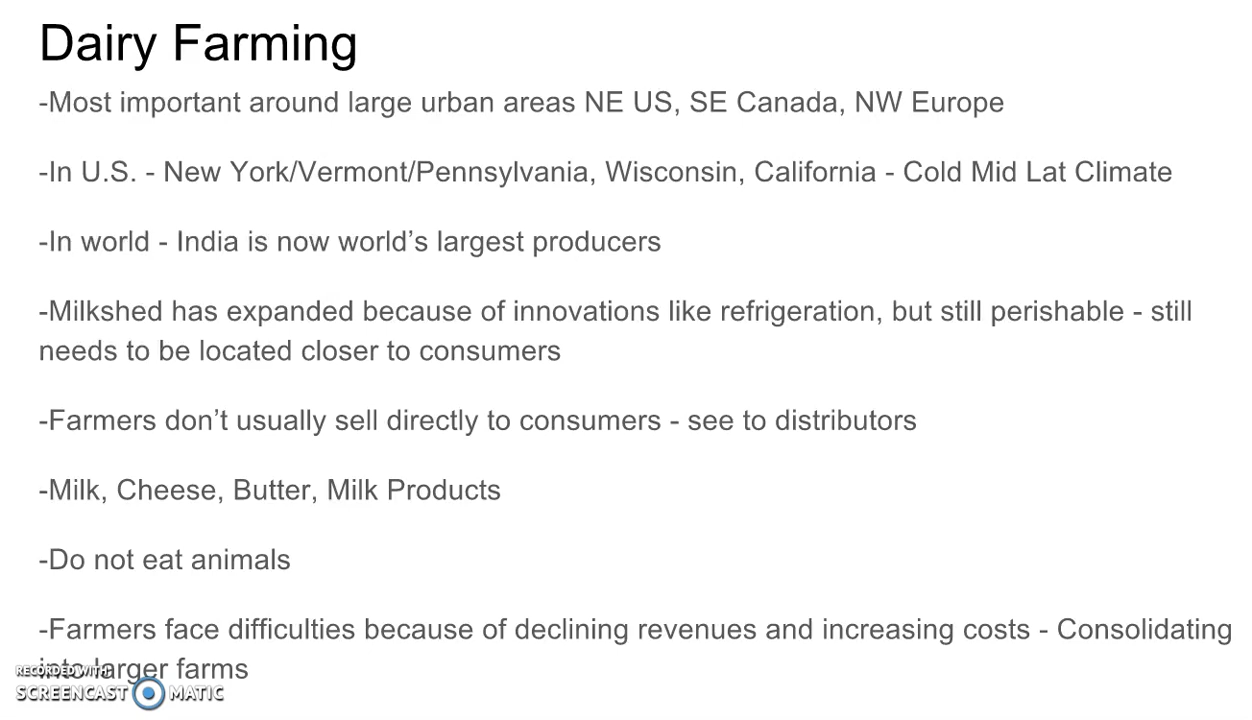 Dairy Farming
-Most important around large urban areas NE US, SE Canada, NW Europe
-In U.S. - New York/Vermont/Pennsylvania, Wisconsin, California - Cold Mid Lat Climate
-In world - India is now world’s largest producers
-Milkshed has expanded because of innovations like refrigeration, but still perishable - still
needs to be located closer to consumers
-Farmers don’t usually sell directly to consumers - see to distributors
-Milk, Cheese, Butter, Milk Products
-Do not eat animals
-Farmers face difficulties because of declining revenues and increasing costs - Consolidating
into larger farms
RECORDED WITH
SCREENCAST MATIC